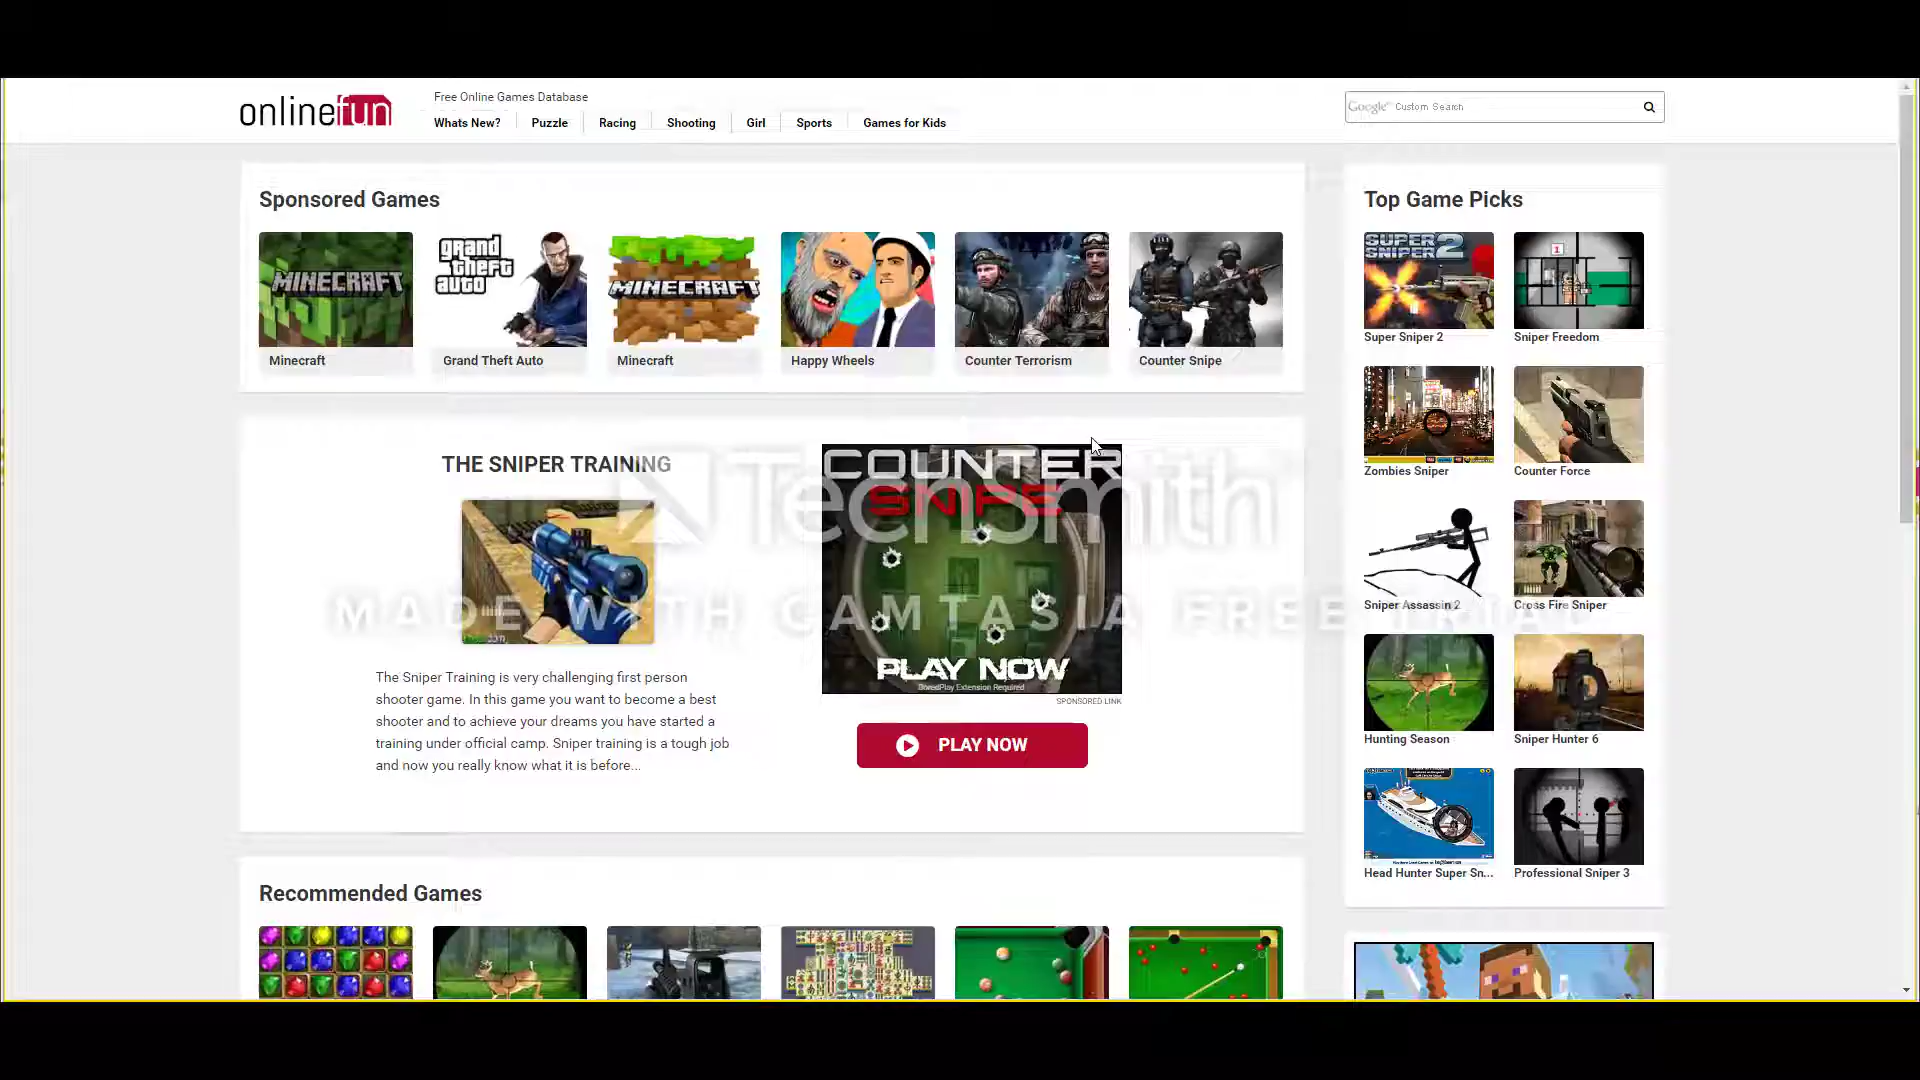 onlinefun
Free Online Games Database
Whats New?
Puzzle
Racing
Shooting
Girl
Sports
Games for Kids
Google Custom Search
Sponsored Games
MINECRAFT
grand
theft
auto
MINECRAFT
Minecraft
Grand Theft Auto
Minecraft
Happy Wheels
Counter Terrorism
Counter Snipe
THE SNIPER TRAINING
The Sniper Training is very challenging first person
shooter game. In this game you want to become a best
shooter and to achieve your dreams you have started a
training under official camp. Sniper training is a tough job
and now you really know what it is before...
COUNTER
SNIPE
PLAY NOW
BoredPlay Extension Required
SPONSORED LINK
PLAY NOW
TechSmith
MADE WITH CAMTASIA FREE TRIAL
Top Game Picks
SUPER
SNIPER 2
1
Super Sniper 2
Sniper Freedom
Zombies Sniper
Counter Force
Sniper Assassin 2
Cross Fire Sniper
Hunting Season
Sniper Hunter 6
Head Hunter Super Sn...
Professional Sniper 3
Recommended Games